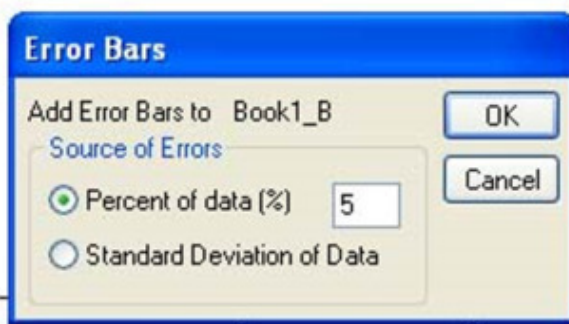 Error Bars
Add Error Bars to Book1_B
OK
Source of Errors
Cancel
Percent of data (%) 5
Standard Deviation of Data